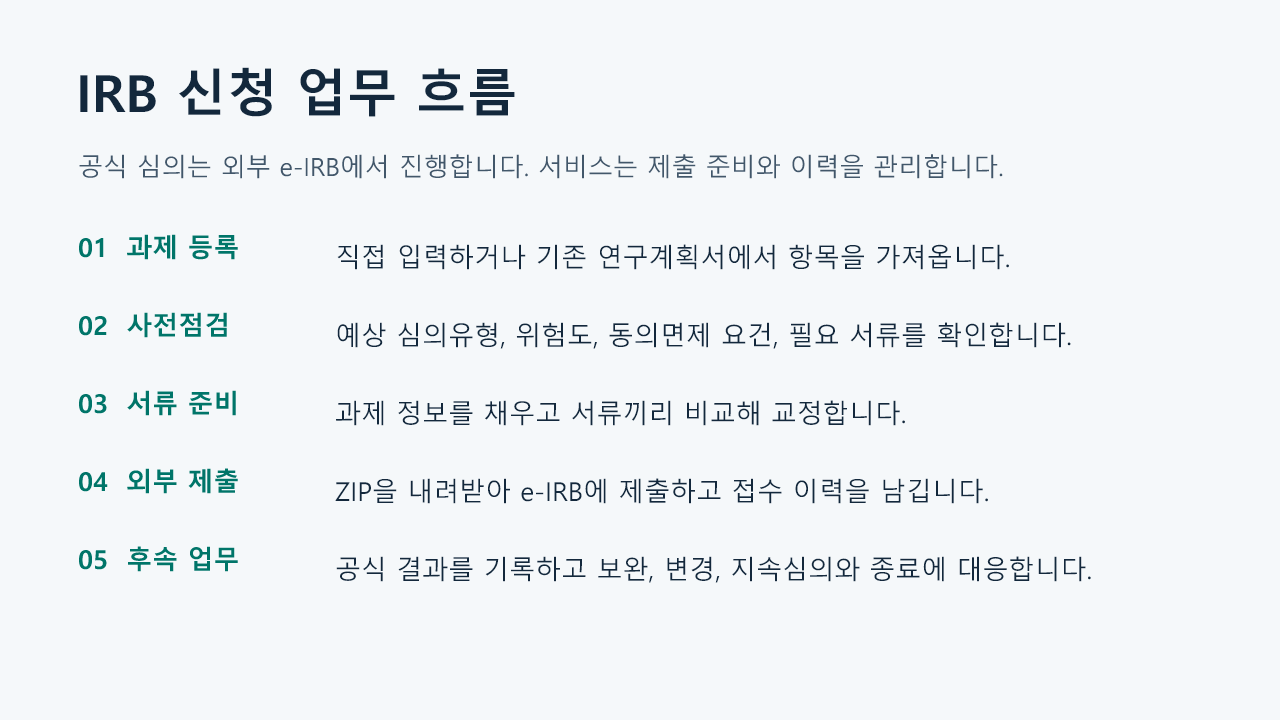 IRB 신청 업무 흐름
공식 심의는 외부 e-IRB에서 진행합니다. 서비스는 제출 준비와 이력을 관리합니다.
01 과제 등록 직접 입력하거나 기존 연구계획서에서 항목을 가져옵니다.
02 사전점검 예상 심의유형, 위험도, 동의면제 요건, 필요 서류를 확인합니다.
03 서류 준비 과제 정보를 채우고 서류끼리 비교해 교정합니다.
04 외부 제출 ZIP을 내려받아 e-IRB에 제출하고 접수 이력을 남깁니다.
05 후속 업무 공식 결과를 기록하고 보완, 변경, 지속심의와 종료에 대응합니다.